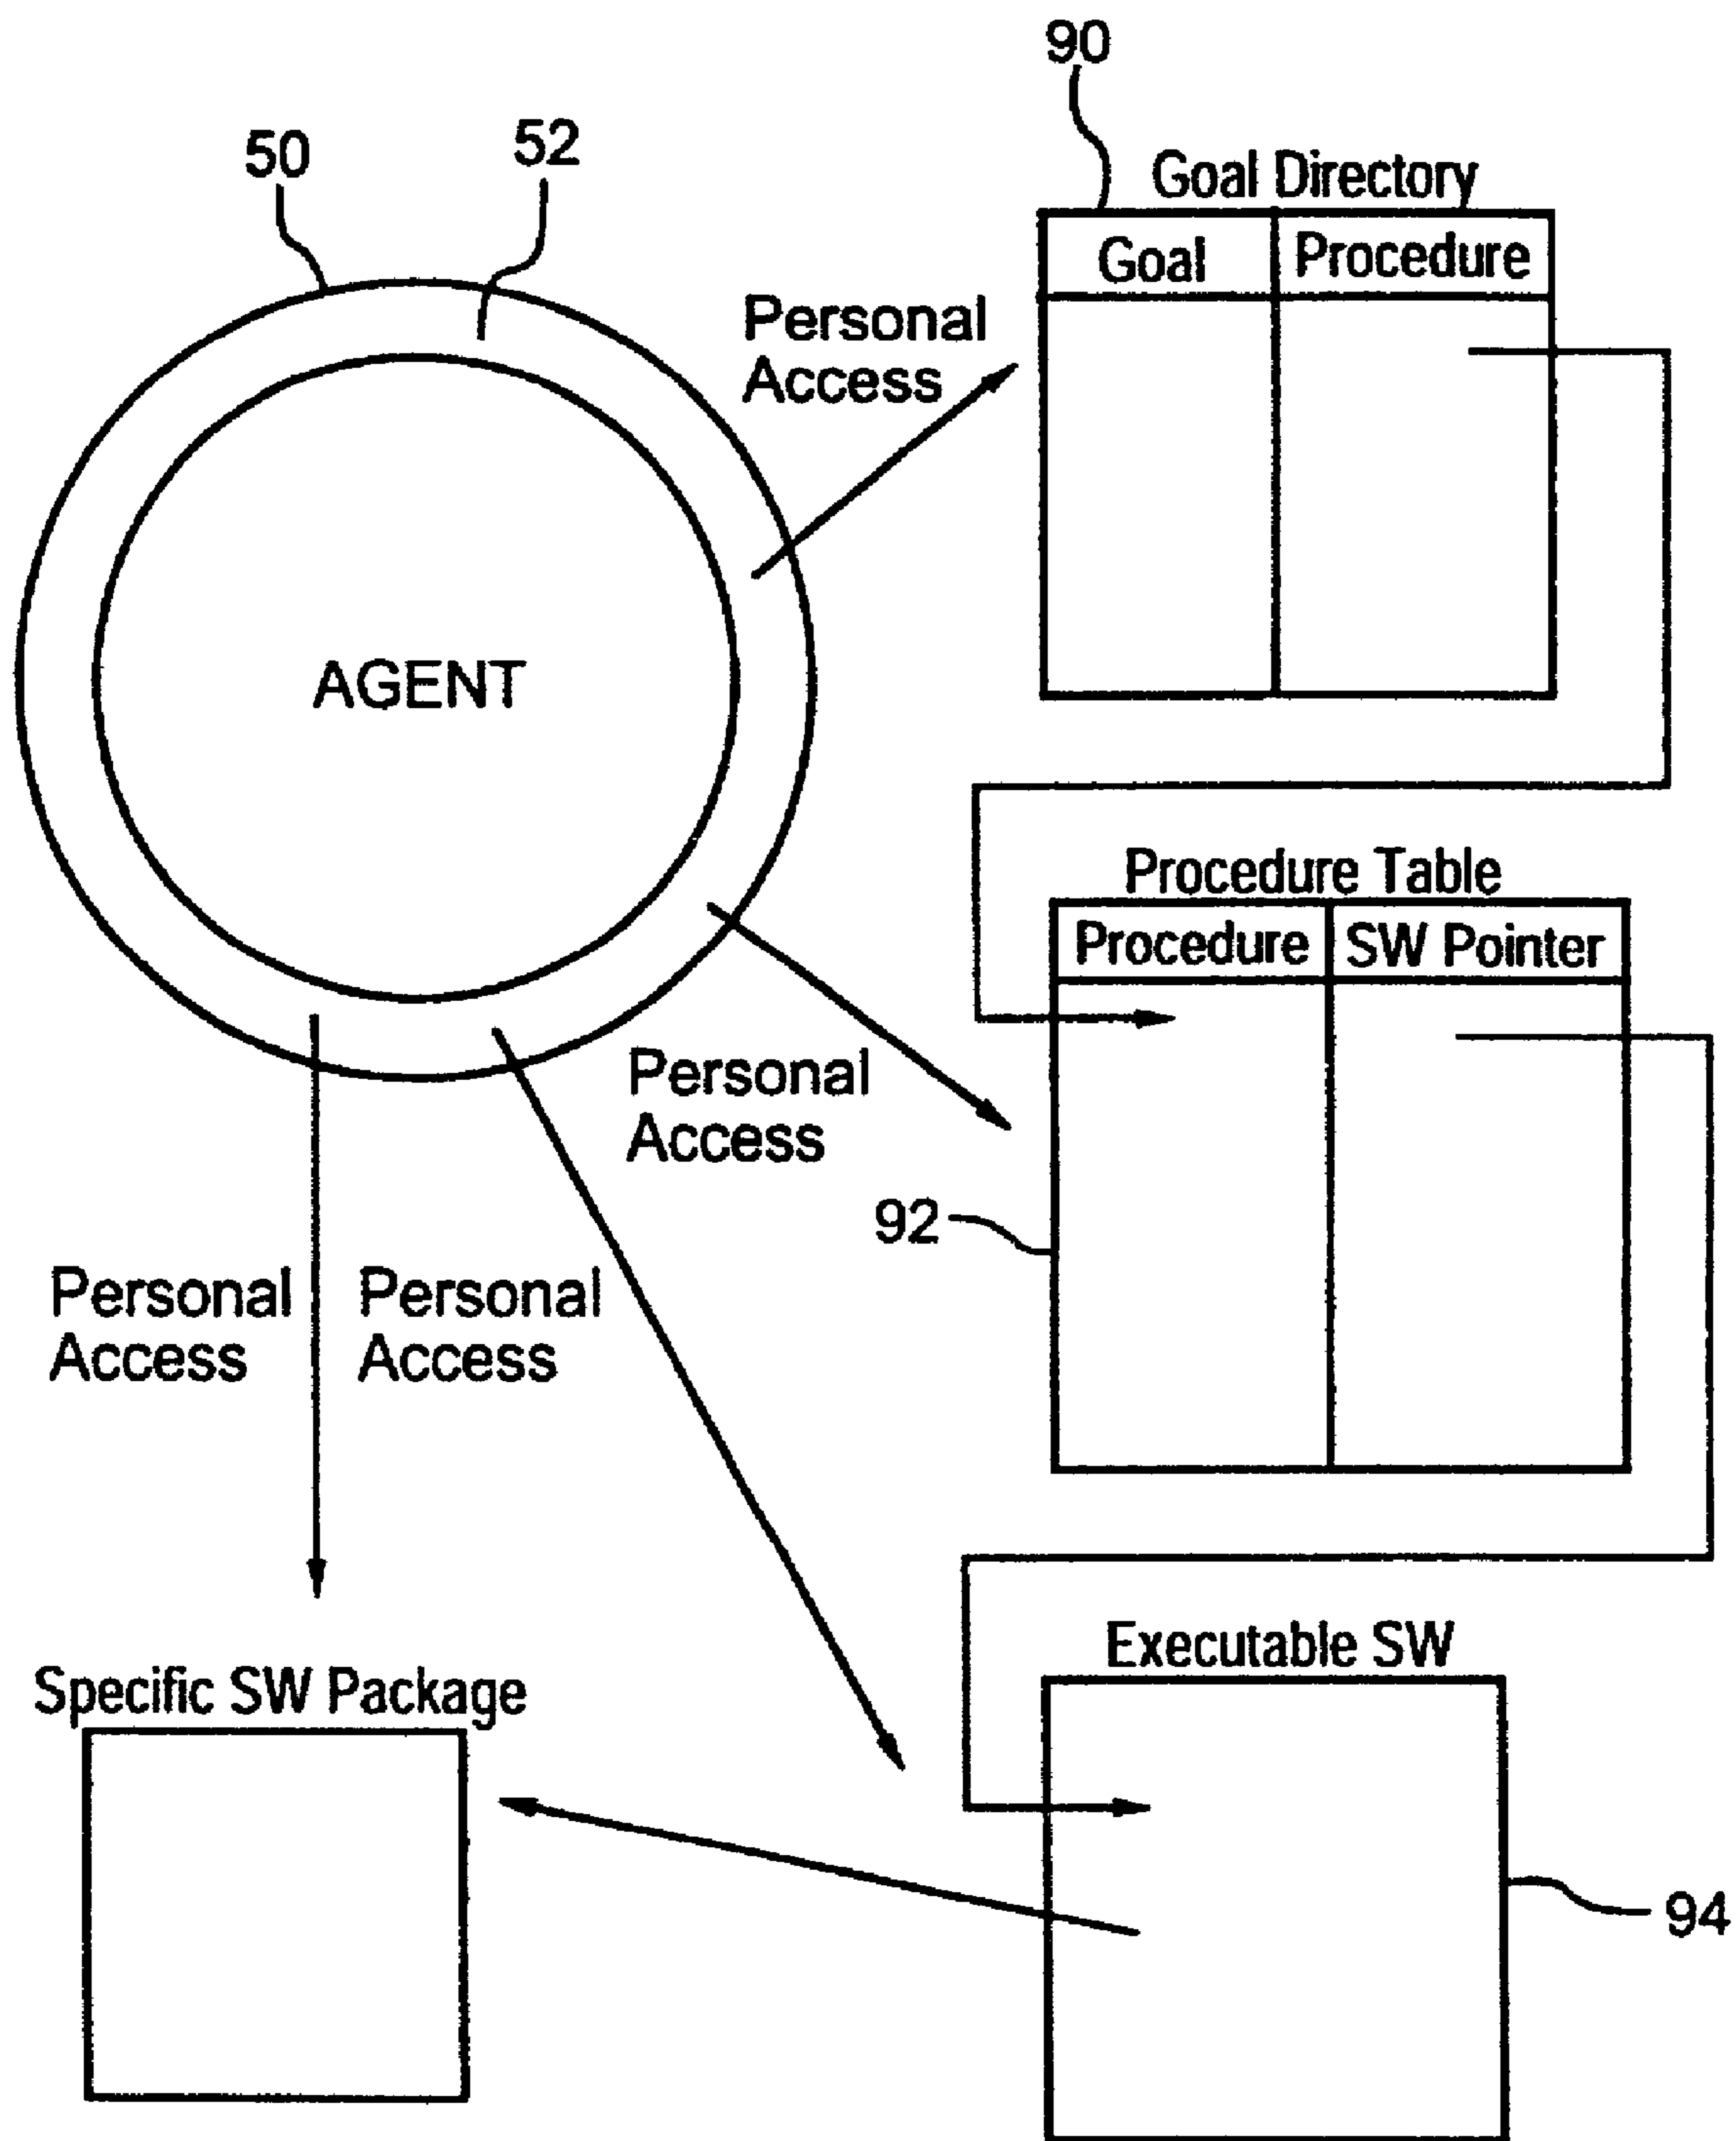 90
50
52
Goal Directory
Goal
Procedure
Personal
Access
AGENT
Procedure Table
Procedure
SW Pointer
Personal
Access
92
Personal
Access
Personal
Access
Executable SW
Specific SW Package
94